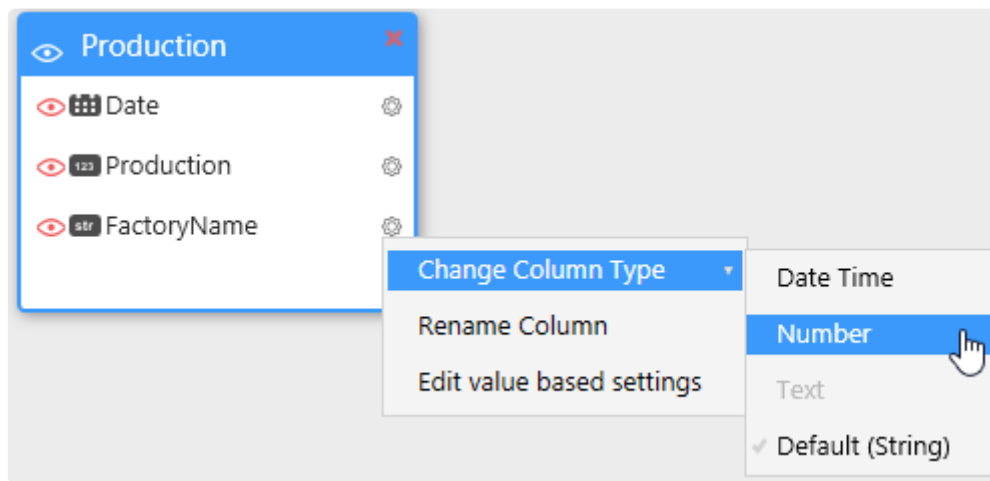 Production
Date
123 Production
str FactoryName
Change Column Type
Rename Column
Edit value based settings
Date Time
Number
Text
Default (String)